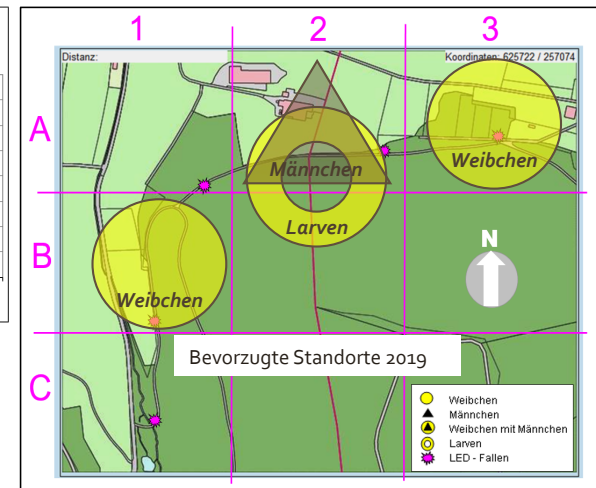 1 2 3
Distanz: Koordinaten: 625722 / 257074
A
Weibchen
Männchen
Larven
B
N
Weibchen
Bevorzugte Standorte 2019
C
Weibchen
Männchen
Weibchen mit Männchen
Larven
LED - Fallen